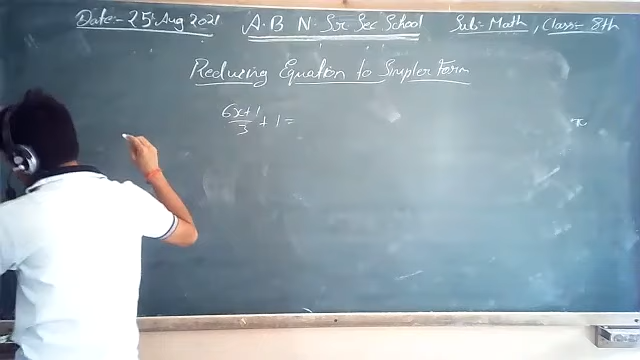 Date:- 25 Aug 2021 A. B. N. Sr. Sec. School Sub:- Math, Class:- 8th
Reducing Equation to Simpler Form
6x+1/3 + 1 =
x